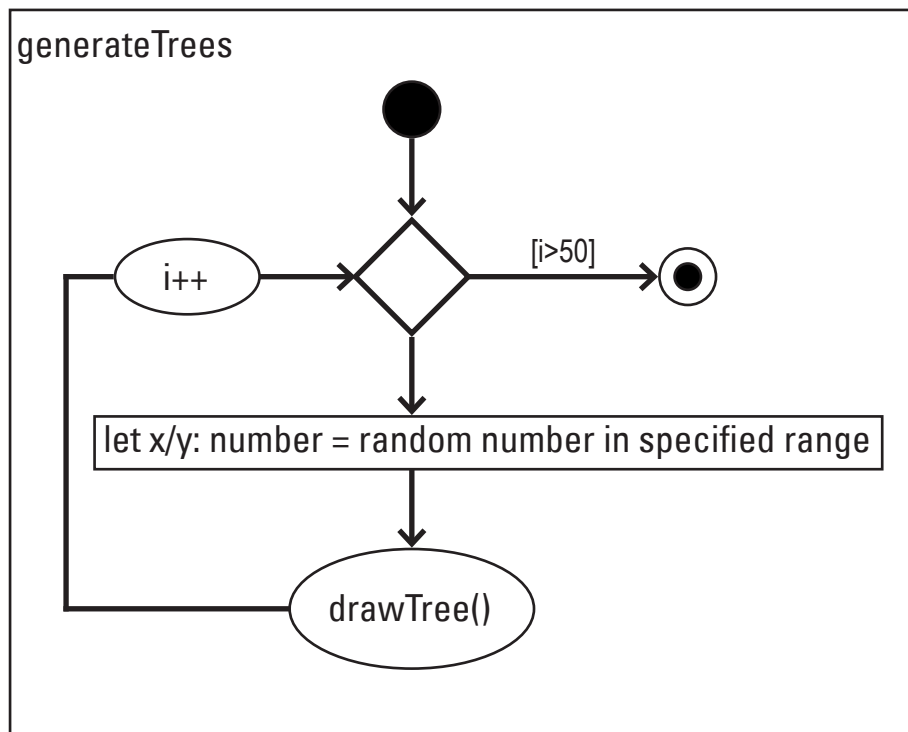 generateTrees
[i>50]
i++
let x/y: number = random number in specified range
drawTree()